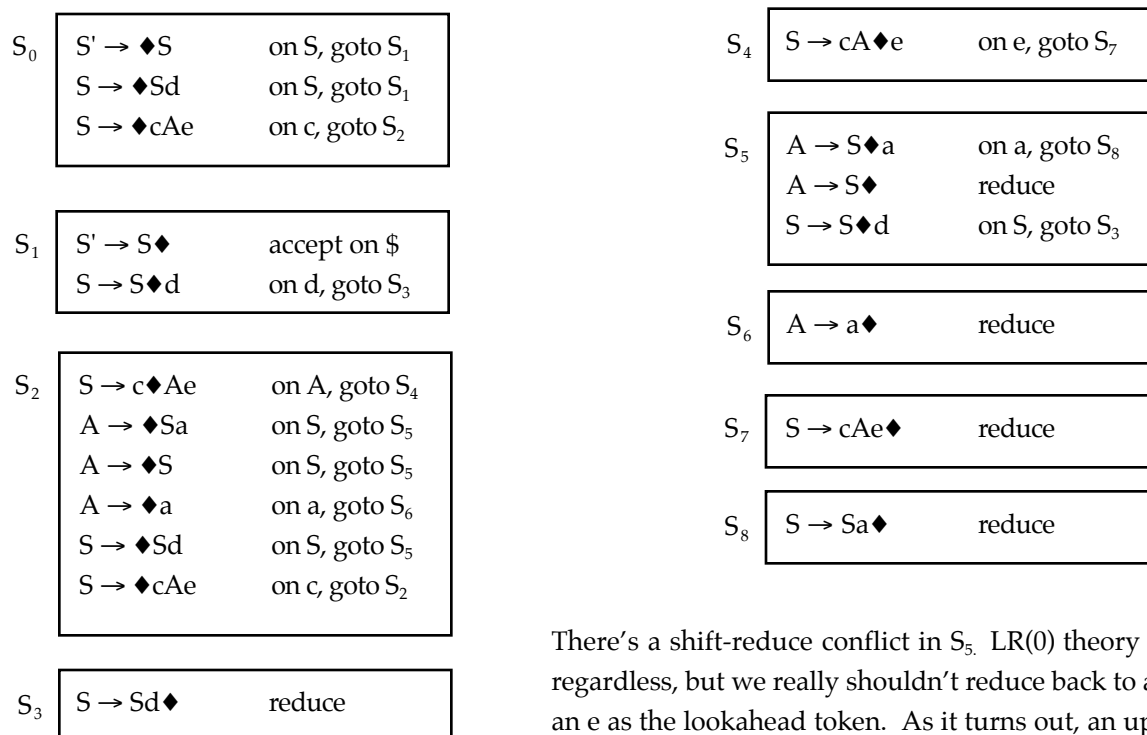 S0
S' → ♦S on S, goto S1
S → ♦Sd on S, goto S1
S → ♦cAe on c, goto S2
S1
S' → S♦ accept on $
S → S♦d on d, goto S3
S2
S → c♦Ae on A, goto S4
A → ♦Sa on S, goto S5
A → ♦S on S, goto S5
A → ♦a on a, goto S6
S → ♦Sd on S, goto S5
S → ♦cAe on c, goto S2
S3
S → Sd♦ reduce
S4
S → cA♦e on e, goto S7
S5
A → S♦a on a, goto S8
A → S♦ reduce
S → S♦d on S, goto S3
S6
A → a♦ reduce
S7
S → cAe♦ reduce
S8
S → Sa♦ reduce
There's a shift-reduce conflict in S5. LR(0) theory
regardless, but we really shouldn't reduce back to a
an e as the lookahead token. As it turns out, an up